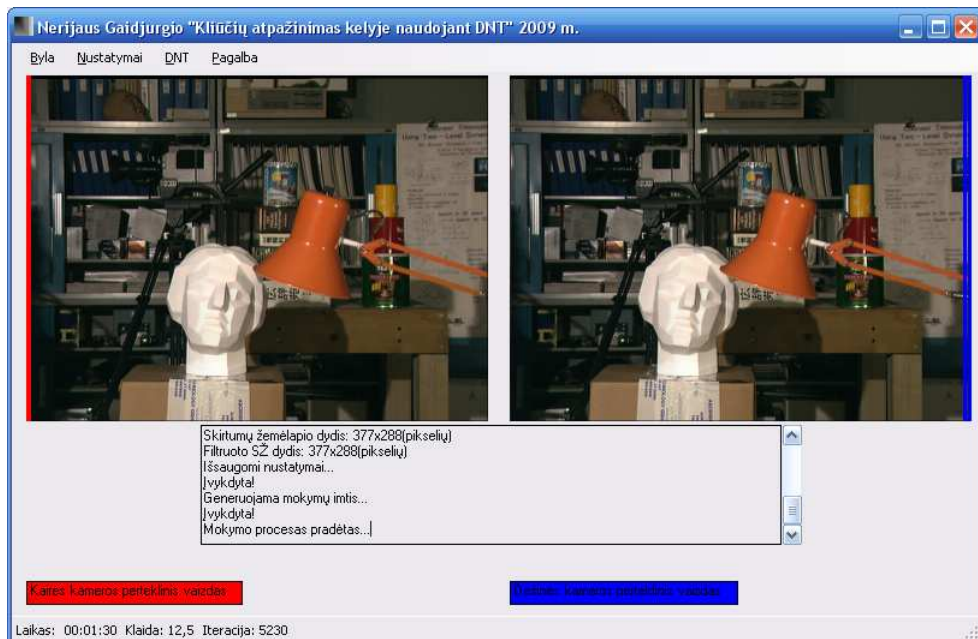 Nerijaus Gaidjurgio "Kliūčių atpažinimas kelyje naudojant DNT" 2009 m.
Byla Nustatymai DNT Pagalba
Skirtumų žemėlapio dydis: 377x288(pikselių)
Filtruoto SŽ dydis: 377x288(pikselių)
Išsaugomi nustatymai...
Įvykdyta!
Generuojama mokymų imtis...
Įvykdyta!
Mokymo procesas pradėtas...
Kairės kameros perteklinis vaizdas
Dešinės kameros perteklinis vaizdas
Laikas: 00:01:30 Klaida: 12,5 Iteracija: 5230